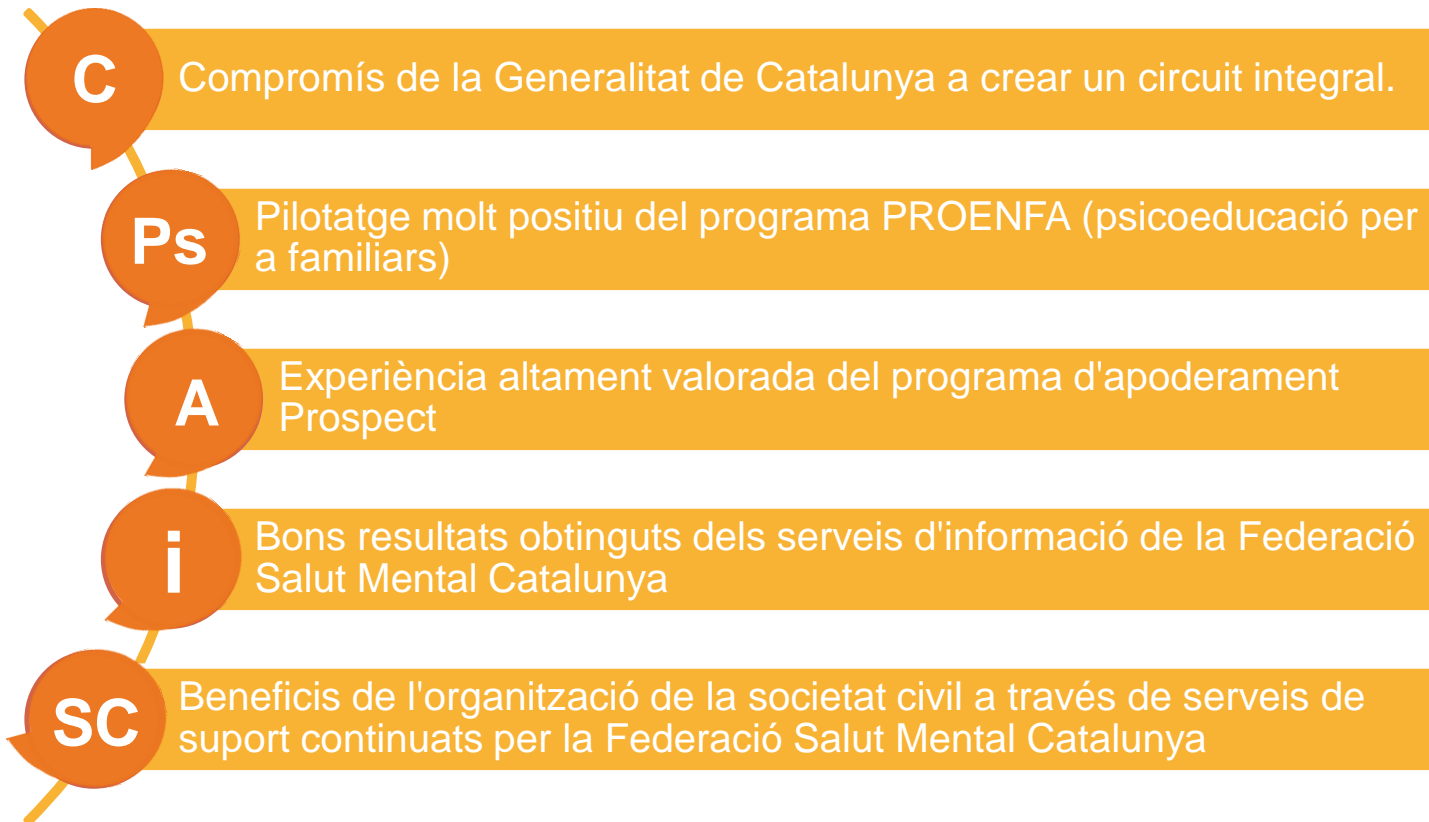 C
Compromís de la Generalitat de Catalunya a crear un circuit integral.
Ps
Pilotatge molt positiu del programa PROENFA (psicoeducació per
a familiars)
A
Experiència altament valorada del programa d'apoderament
Prospect
i
Bons resultats obtinguts dels serveis d'informació de la Federació
Salut Mental Catalunya
SC
Beneficis de l'organització de la societat civil a través de serveis de
suport continuats per la Federació Salut Mental Catalunya